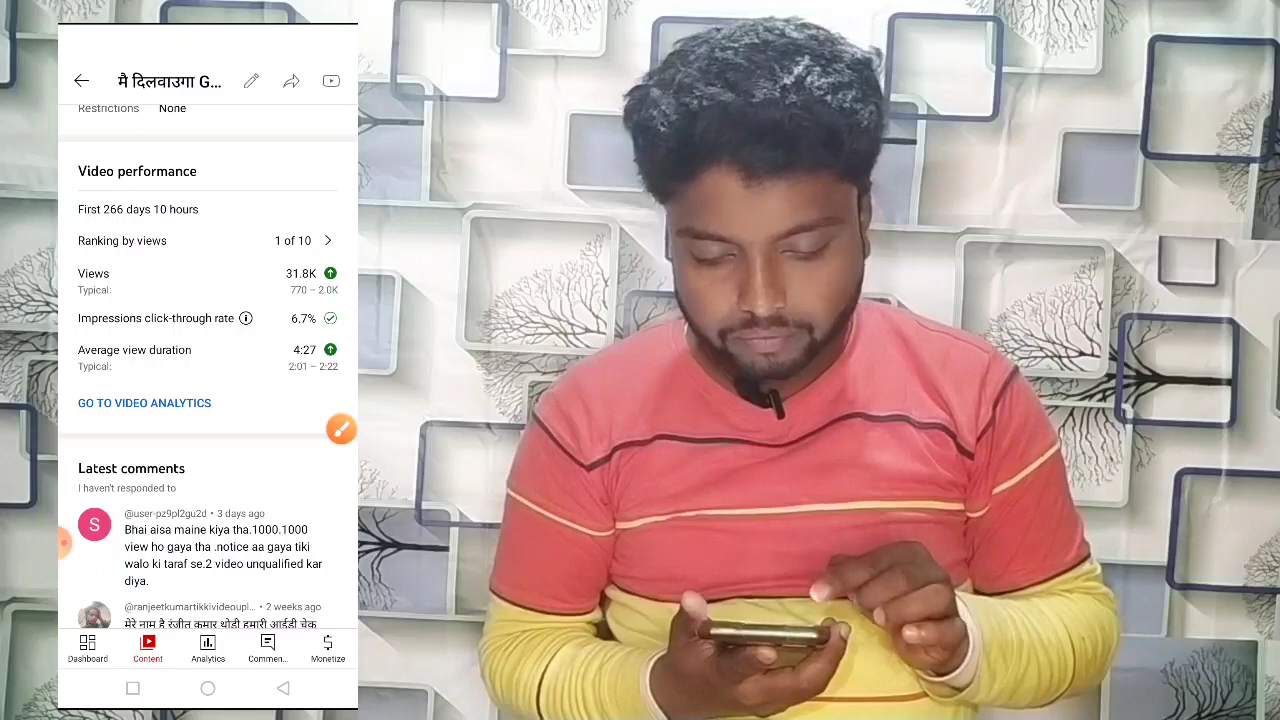 मै दिलवाउगा G...
Restrictions None
Video performance
First 266 days 10 hours
Ranking by views 1 of 10
Views 31.8K
Typical: 770 – 2.0K
Impressions click-through rate 6.7%
Average view duration 4:27
Typical: 2:01 – 2:22
GO TO VIDEO ANALYTICS
Latest comments
I haven't responded to
S
@user-pz9pl2gu2d • 3 days ago
Bhai aisa maine kiya tha.1000.1000
view ho gaya tha .notice aa gaya tiki
walo ki taraf se.2 video unqualified kar
diya.
@ranjeetkumartikkivideoupl... • 2 weeks ago
मेरे नाम है रंजीत कुमार थोड़ी हमारी आईडी चेक
Dashboard Content Analytics Commen... Monetize